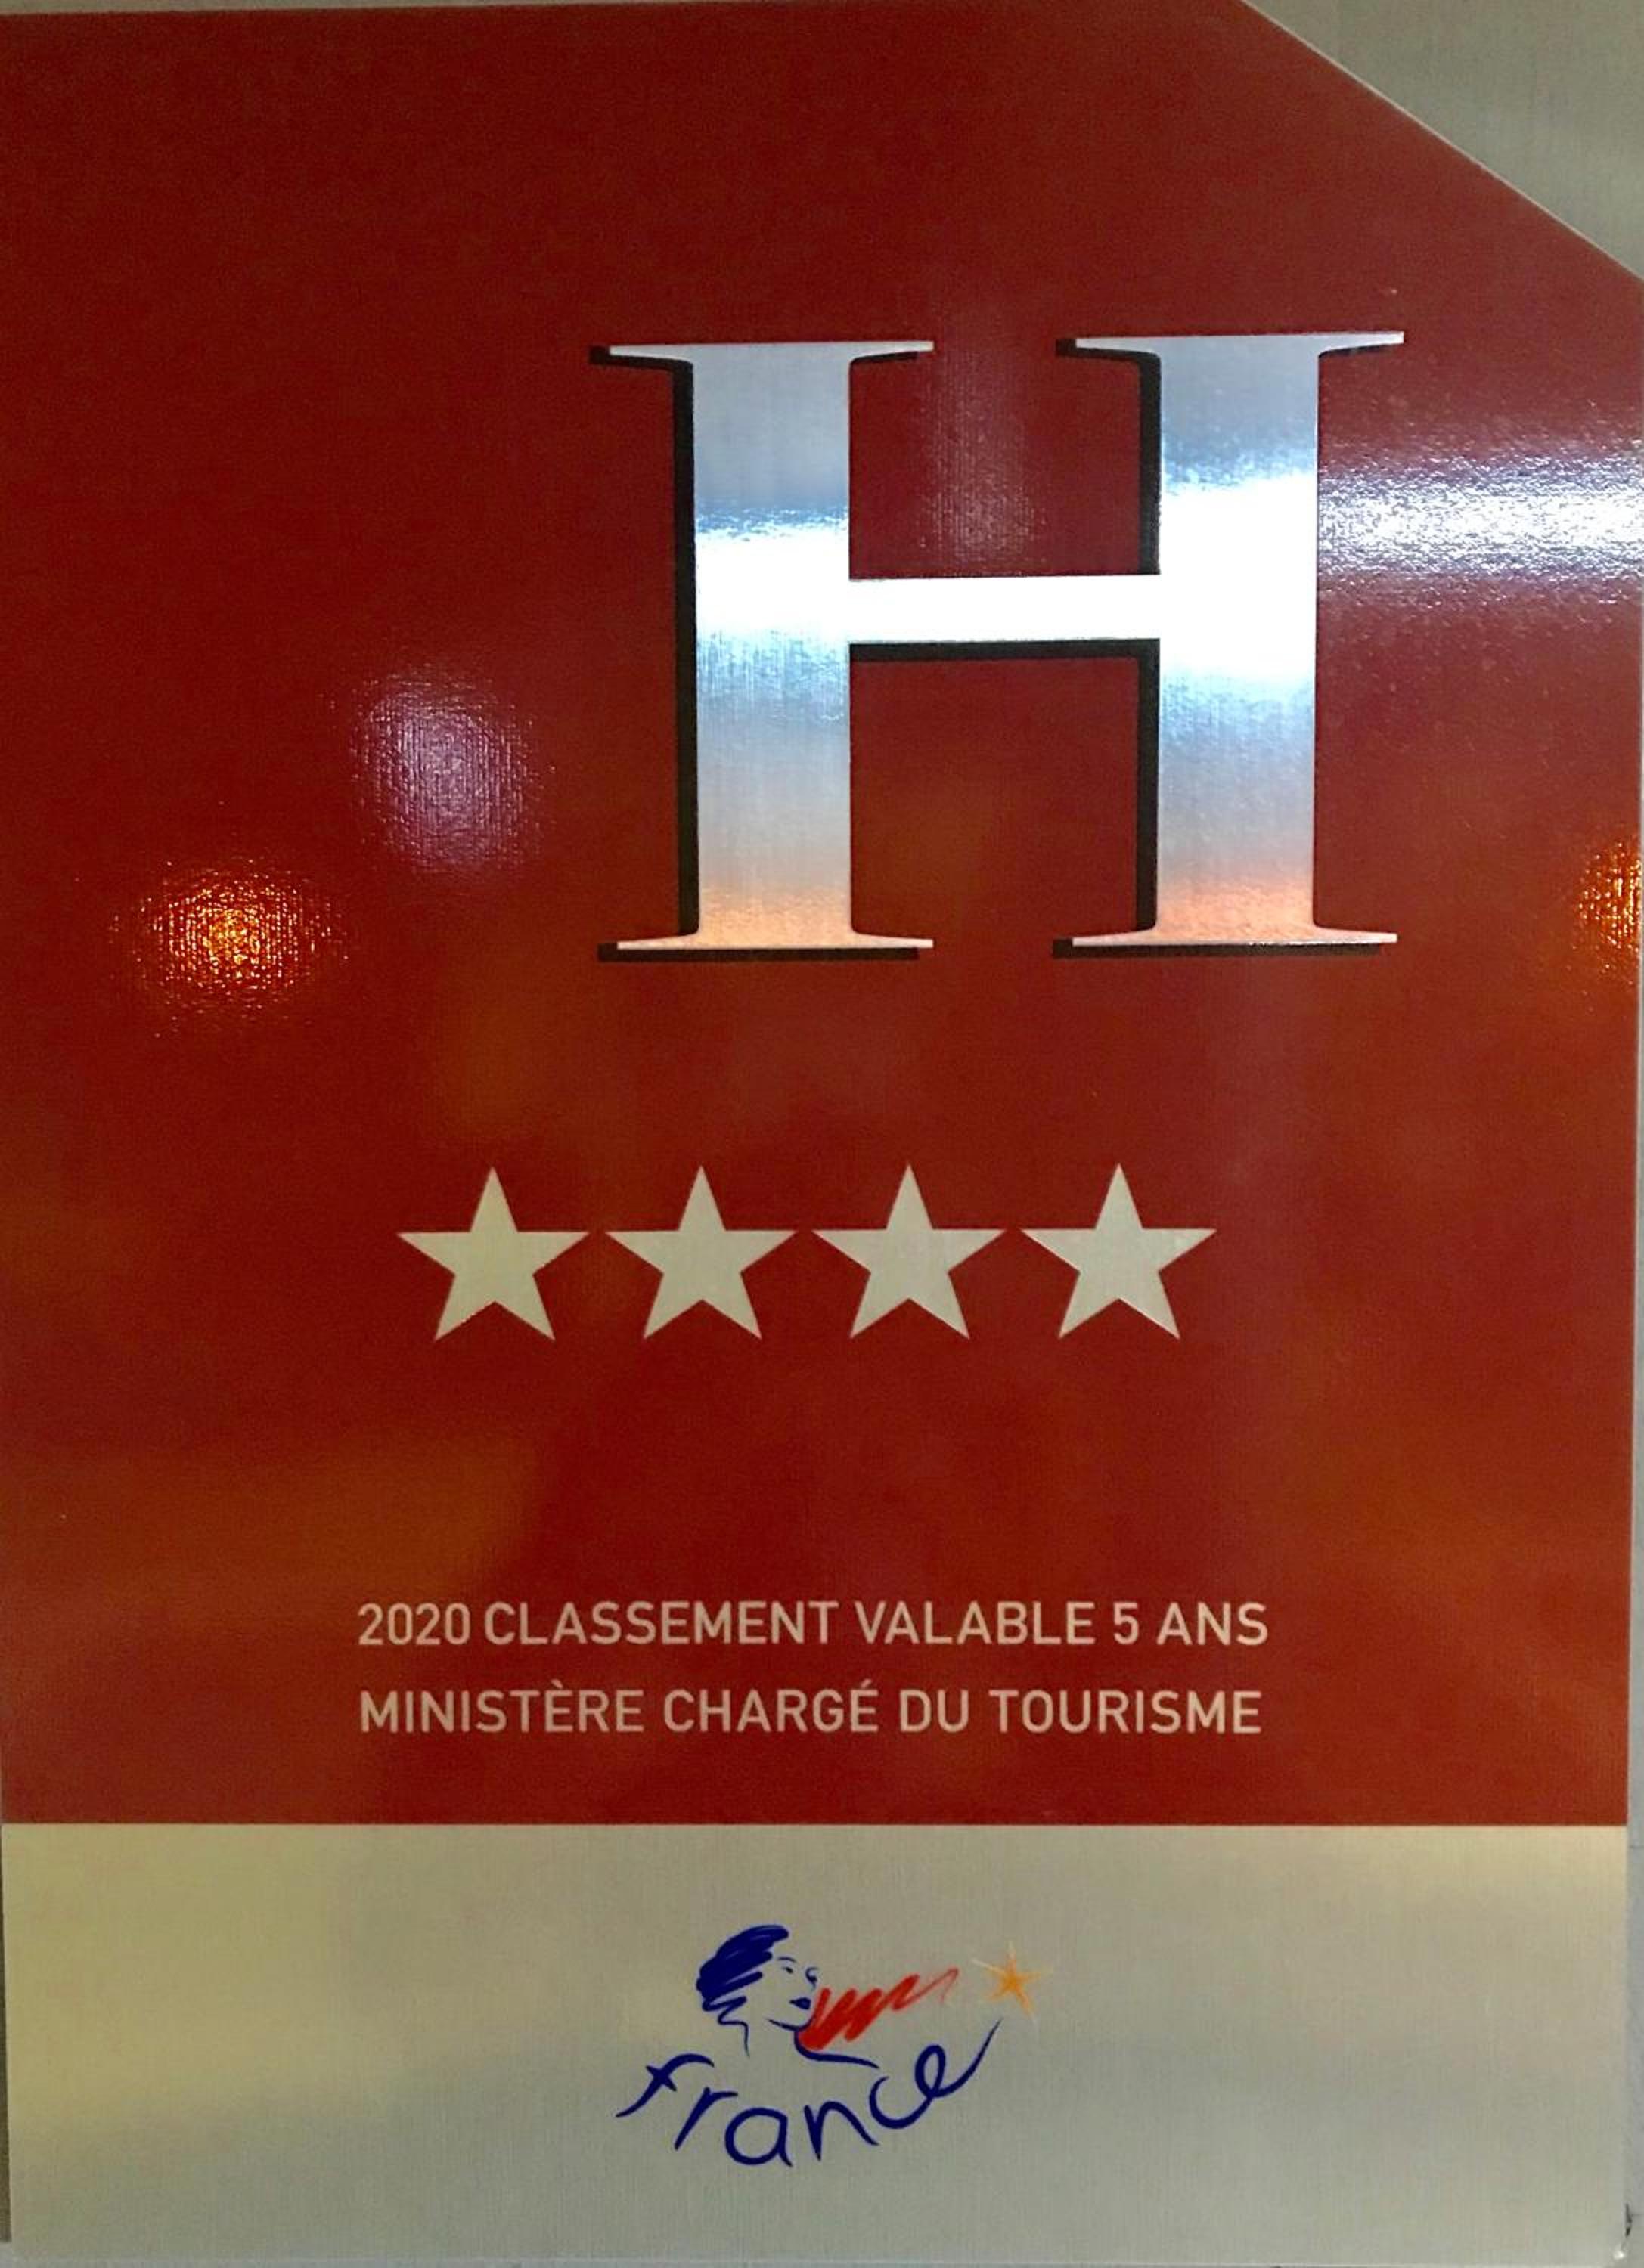 H
2020 CLASSEMENT VALABLE 5 ANS
MINISTÈRE CHARGÉ DU TOURISME
france